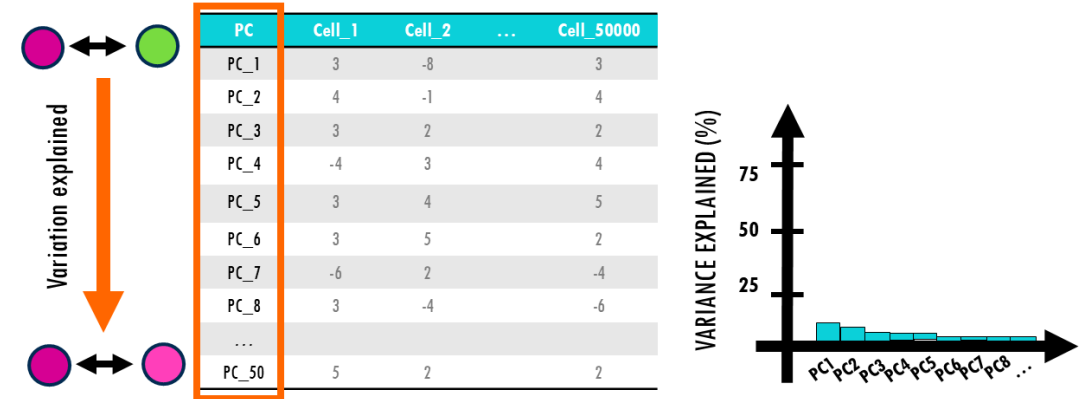 Variation explained
PC Cell_1 Cell_2 ... Cell_50000
PC_1 3 -8 3
PC_2 4 -1 4
PC_3 3 2 2
PC_4 -4 3 4
PC_5 3 4 5
PC_6 3 5 2
PC_7 -6 2 -4
PC_8 3 -4 -6
...
PC_50 5 2 2
VARIANCE EXPLAINED (%)
75
50
25
PC1 PC2 PC3 PC4 PC5 PC6 PC7 PC8 ...